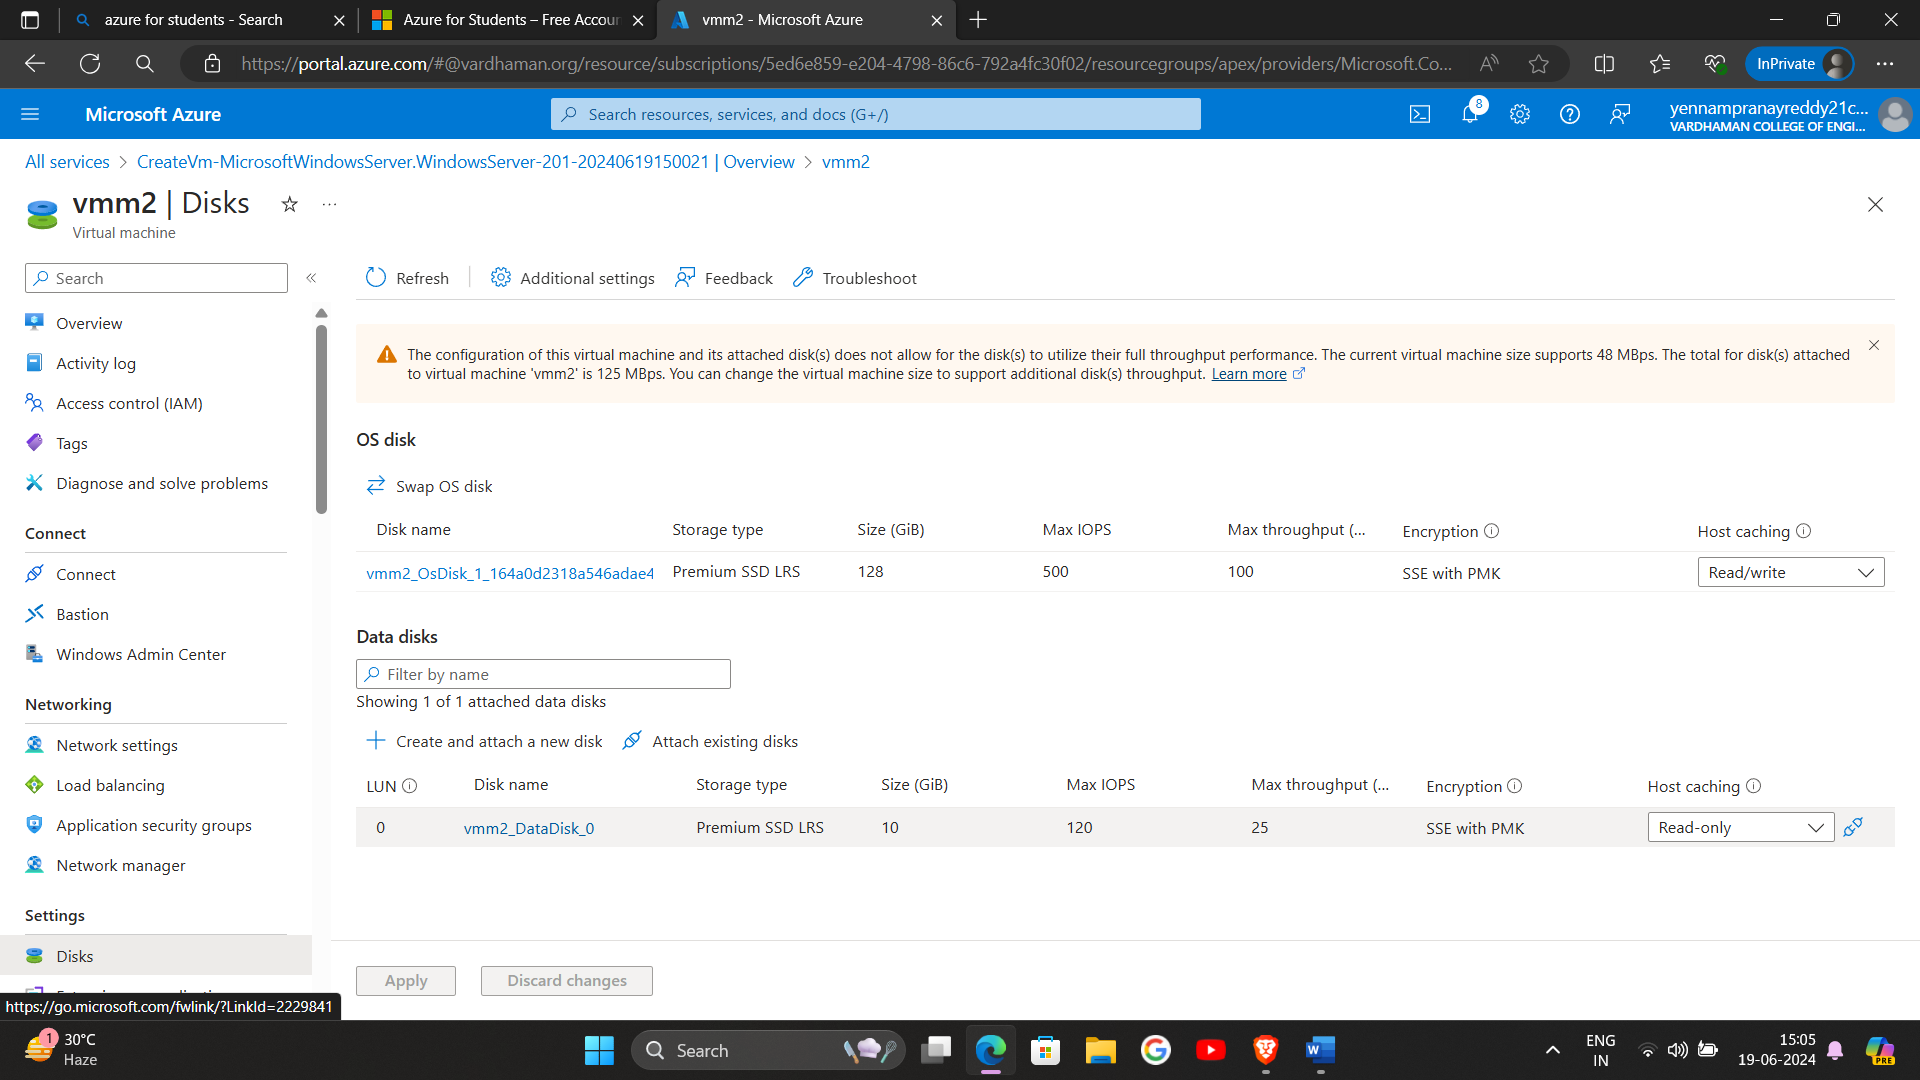 azure for students - Search
Azure for Students – Free Accoun
vmm2 - Microsoft Azure
https://portal.azure.com/#@vardhaman.org/resource/subscriptions/5ed6e859-e204-4798-86c6-792a4fc30f02/resourcegroups/apex/providers/Microsoft.Co...
InPrivate
Microsoft Azure
Search resources, services, and docs (G+/)
8
yennampranayreddy21c...
VARDHAMAN COLLEGE OF ENGI...
All services > CreateVm-MicrosoftWindowsServer.WindowsServer-201-20240619150021 | Overview > vmm2
vmm2 | Disks
Virtual machine
Search
Overview
Activity log
Access control (IAM)
Tags
Diagnose and solve problems
Connect
Connect
Bastion
Windows Admin Center
Networking
Network settings
Load balancing
Application security groups
Network manager
Settings
Disks
https://go.microsoft.com/fwlink/?LinkId=2229841
Refresh
Additional settings
Feedback
Troubleshoot
The configuration of this virtual machine and its attached disk(s) does not allow for the disk(s) to utilize their full throughput performance. The current virtual machine size supports 48 MBps. The total for disk(s) attached
to virtual machine 'vmm2' is 125 MBps. You can change the virtual machine size to support additional disk(s) throughput. Learn more
OS disk
Swap OS disk
Disk name Storage type Size (GiB) Max IOPS Max throughput (... Encryption Host caching
vmm2_OsDisk_1_164a0d2318a546adae4 Premium SSD LRS 128 500 100 SSE with PMK Read/write
Data disks
Filter by name
Showing 1 of 1 attached data disks
Create and attach a new disk
Attach existing disks
LUN Disk name Storage type Size (GiB) Max IOPS Max throughput (... Encryption Host caching
0 vmm2_DataDisk_0 Premium SSD LRS 10 120 25 SSE with PMK Read-only
Apply
Discard changes
1
30°C
Haze
Search
ENG
IN
15:05
19-06-2024
PRE